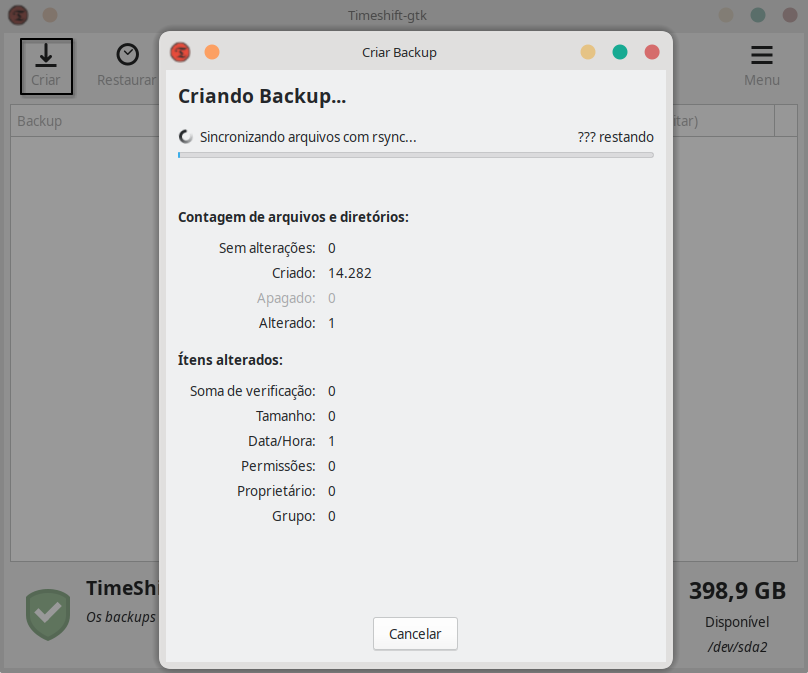 Timeshift-gtk
Criar
Restaurar
Menu
Backup
Criar Backup
Criando Backup...
Sincronizando arquivos com rsync... ??? restando
Contagem de arquivos e diretórios:
Sem alterações: 0
Criado: 14.282
Apagado: 0
Alterado: 1
Ítens alterados:
Soma de verificação: 0
Tamanho: 0
Data/Hora: 1
Permissões: 0
Proprietário: 0
Grupo: 0
Cancelar
TimeShi
Os backups
398,9 GB
Disponível
/dev/sda2